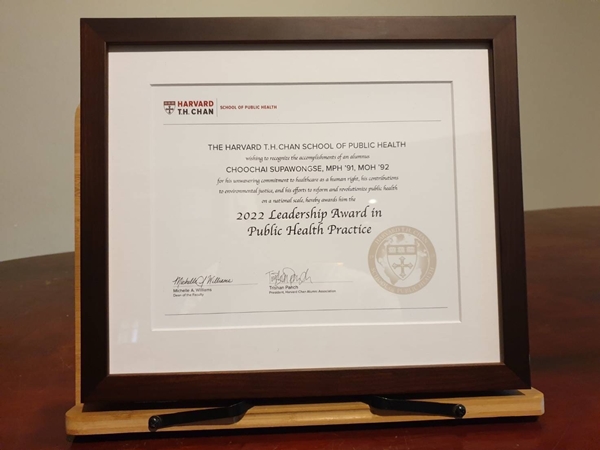 HARVARD
T.H. CHAN
SCHOOL OF PUBLIC HEALTH
THE HARVARD T.H. CHAN SCHOOL OF PUBLIC HEALTH
wishing to recognize the accomplishments of an alumnus
CHOOCHAI SUPAWONGSE, MPH '91, MOH '92
for his unwavering commitment to healthcare as a human right, his contributions
to environmental justice, and his efforts to reform and revolutionize public health
on a national scale, hereby awards him the
2022 Leadership Award in
Public Health Practice
Michelle A. Williams
Michelle A. Williams
Dean of the Faculty
Trishan Panch
President, Harvard Chan Alumni Association